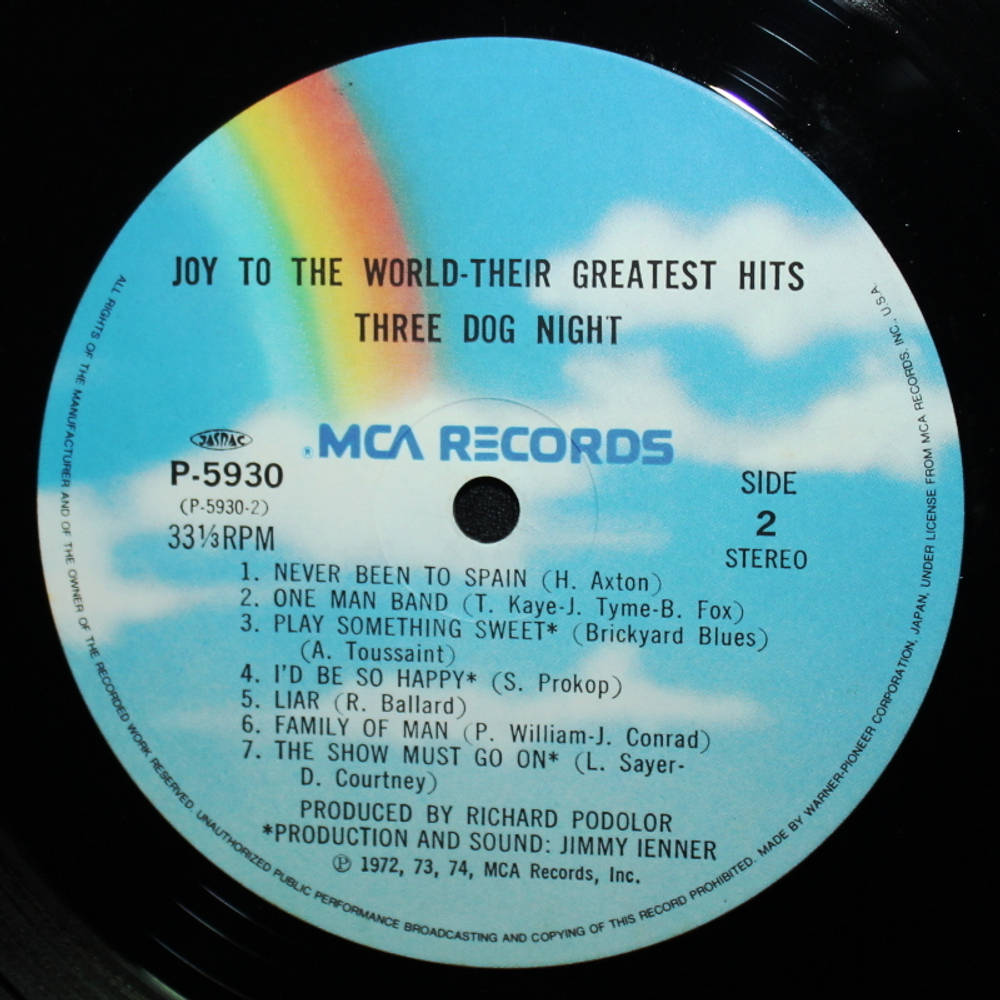 JOY TO THE WORLD-THEIR GREATEST HITS
THREE DOG NIGHT
® MCA RECORDS
JASRAC
P-5930
(P-5930-2)
33⅓RPM
SIDE
2
STEREO
1. NEVER BEEN TO SPAIN (H. Axton)
2. ONE MAN BAND (T. Kaye-J. Tyme-B. Fox)
3. PLAY SOMETHING SWEET* (Brickyard Blues)
(A. Toussaint)
4. I'D BE SO HAPPY* (S. Prokop)
5. LIAR (R. Ballard)
6. FAMILY OF MAN (P. William-J. Conrad)
7. THE SHOW MUST GO ON* (L. Sayer-
D. Courtney)
PRODUCED BY RICHARD PODOLOR
*PRODUCTION AND SOUND: JIMMY IENNER
℗ 1972, 73, 74, MCA Records, Inc.
ALL RIGHTS OF THE MANUFACTURER AND OF THE OWNER OF THE RECORDED WORK RESERVED. UNAUTHORIZED PUBLIC PERFORMANCE BROADCASTING AND COPYING OF THIS RECORD PROHIBITED. MADE BY WARNER-PIONEER CORPORATION, JAPAN, UNDER LICENSE FROM MCA RECORDS, INC., U.S.A.